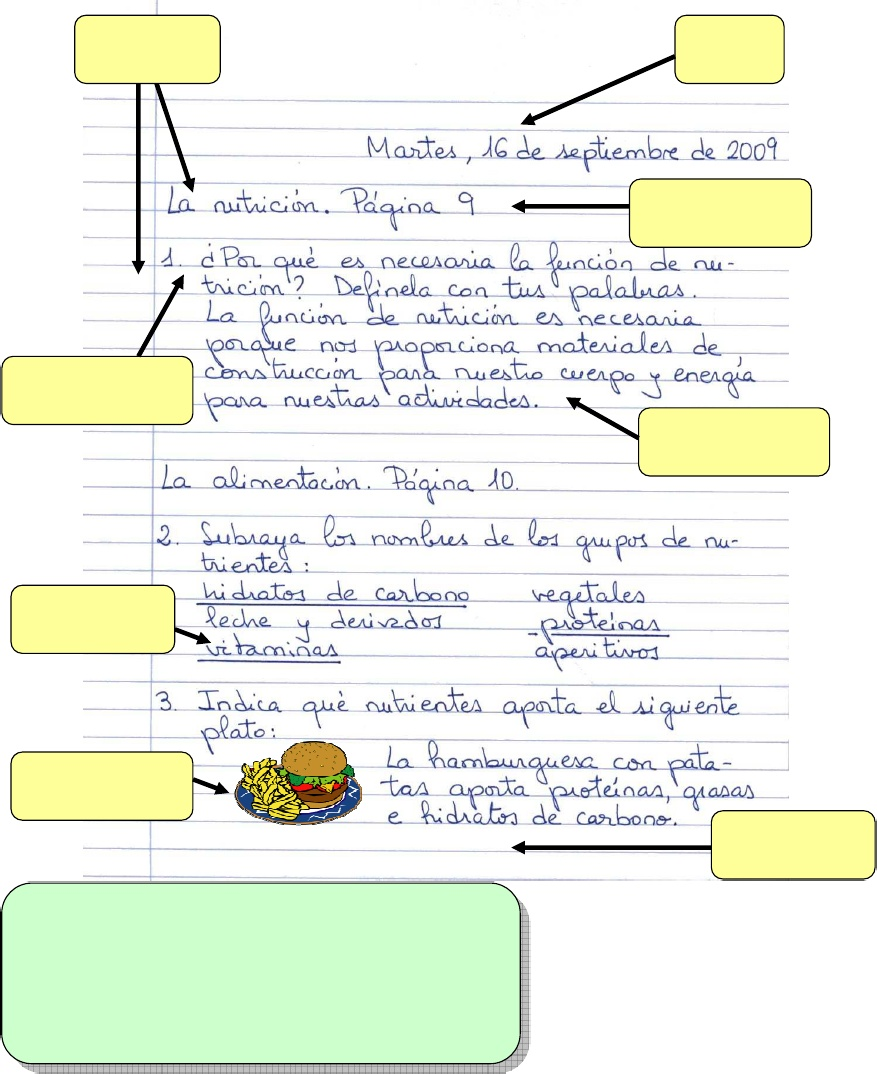 Martes, 16 de septiembre de 2009
La nutrición. Página 9
1. ¿Por qué es necesaria la función de nu-
trición? Defínela con tus palabras.
La función de nutrición es necesaria
porque nos proporciona materiales de
construcción para nuestro cuerpo y energía
para nuestras actividades.
La alimentación. Página 10.
2. Subraya los nombres de los grupos de nu-
trientes:
hidratos de carbono vegetales
leche y derivados proteínas
vitaminas aperitivos
3. Indica qué nutrientes aporta el siguiente
plato:
La hamburguesa con pata-
tas aporta proteínas, grasas
e hidratos de carbono.